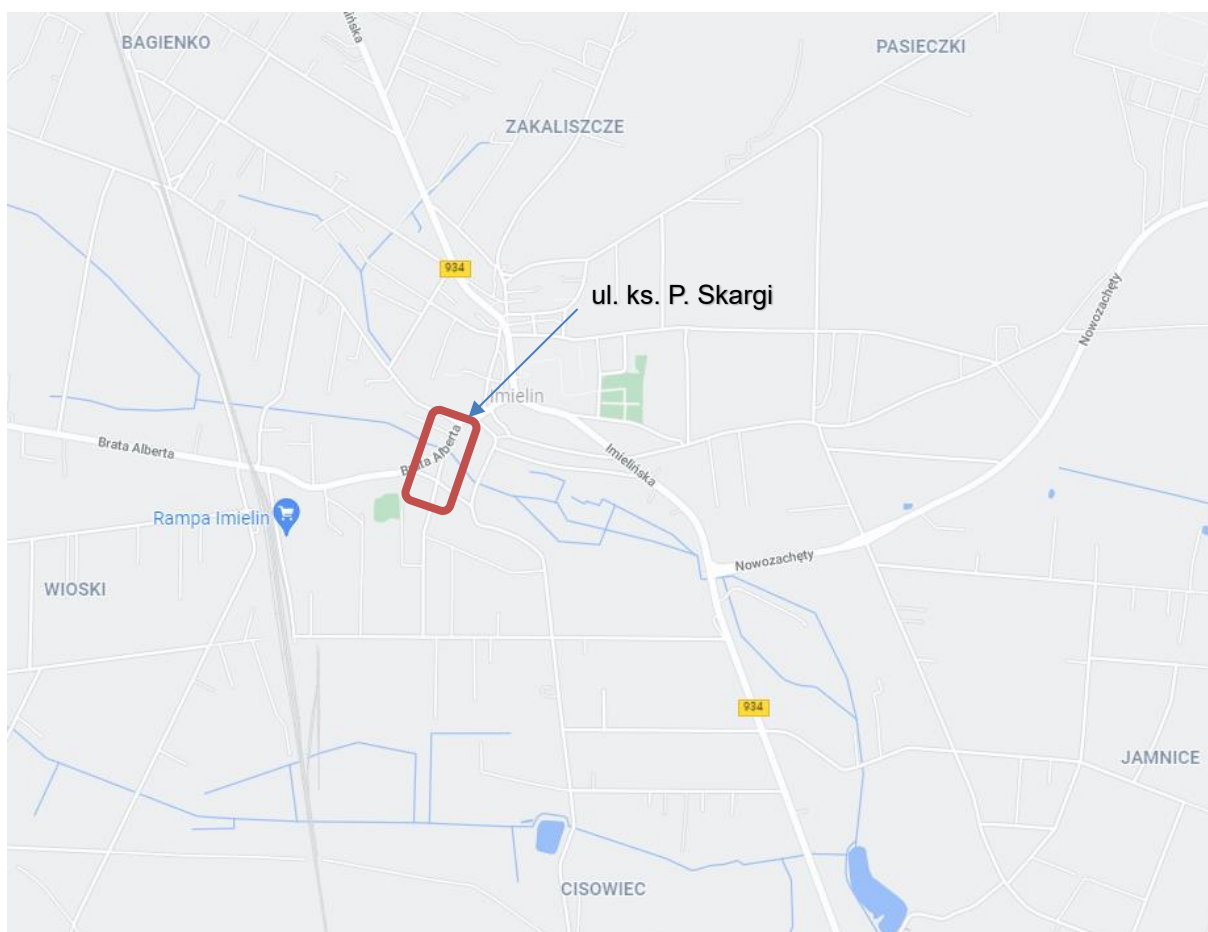 BAGIENKO
PASIECZKI
ZAKALISZCZE
934
ul. ks. P. Skargi
Nowozachęty
Imielin
Brata Alberta
Brata Alberta
Imielińska
Rampa Imielin
Nowozachęty
WIOSKI
934
JAMNICE
CISOWIEC